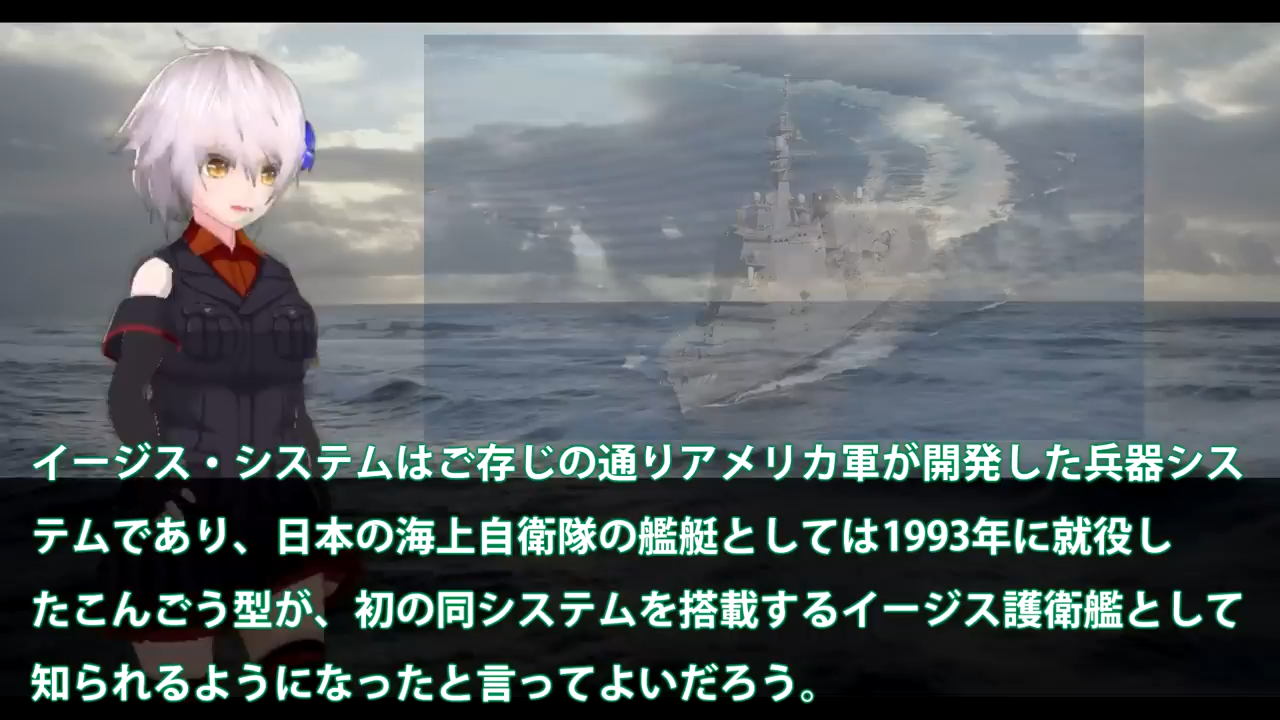 イージス・システムはご存じの通りアメリカ軍が開発した兵器シス
テムであり、日本の海上自衛隊の艦艇としては1993年に就役し
たこんごう型が、初の同システムを搭載するイージス護衛艦として
知られるようになったと言ってよいだろう。